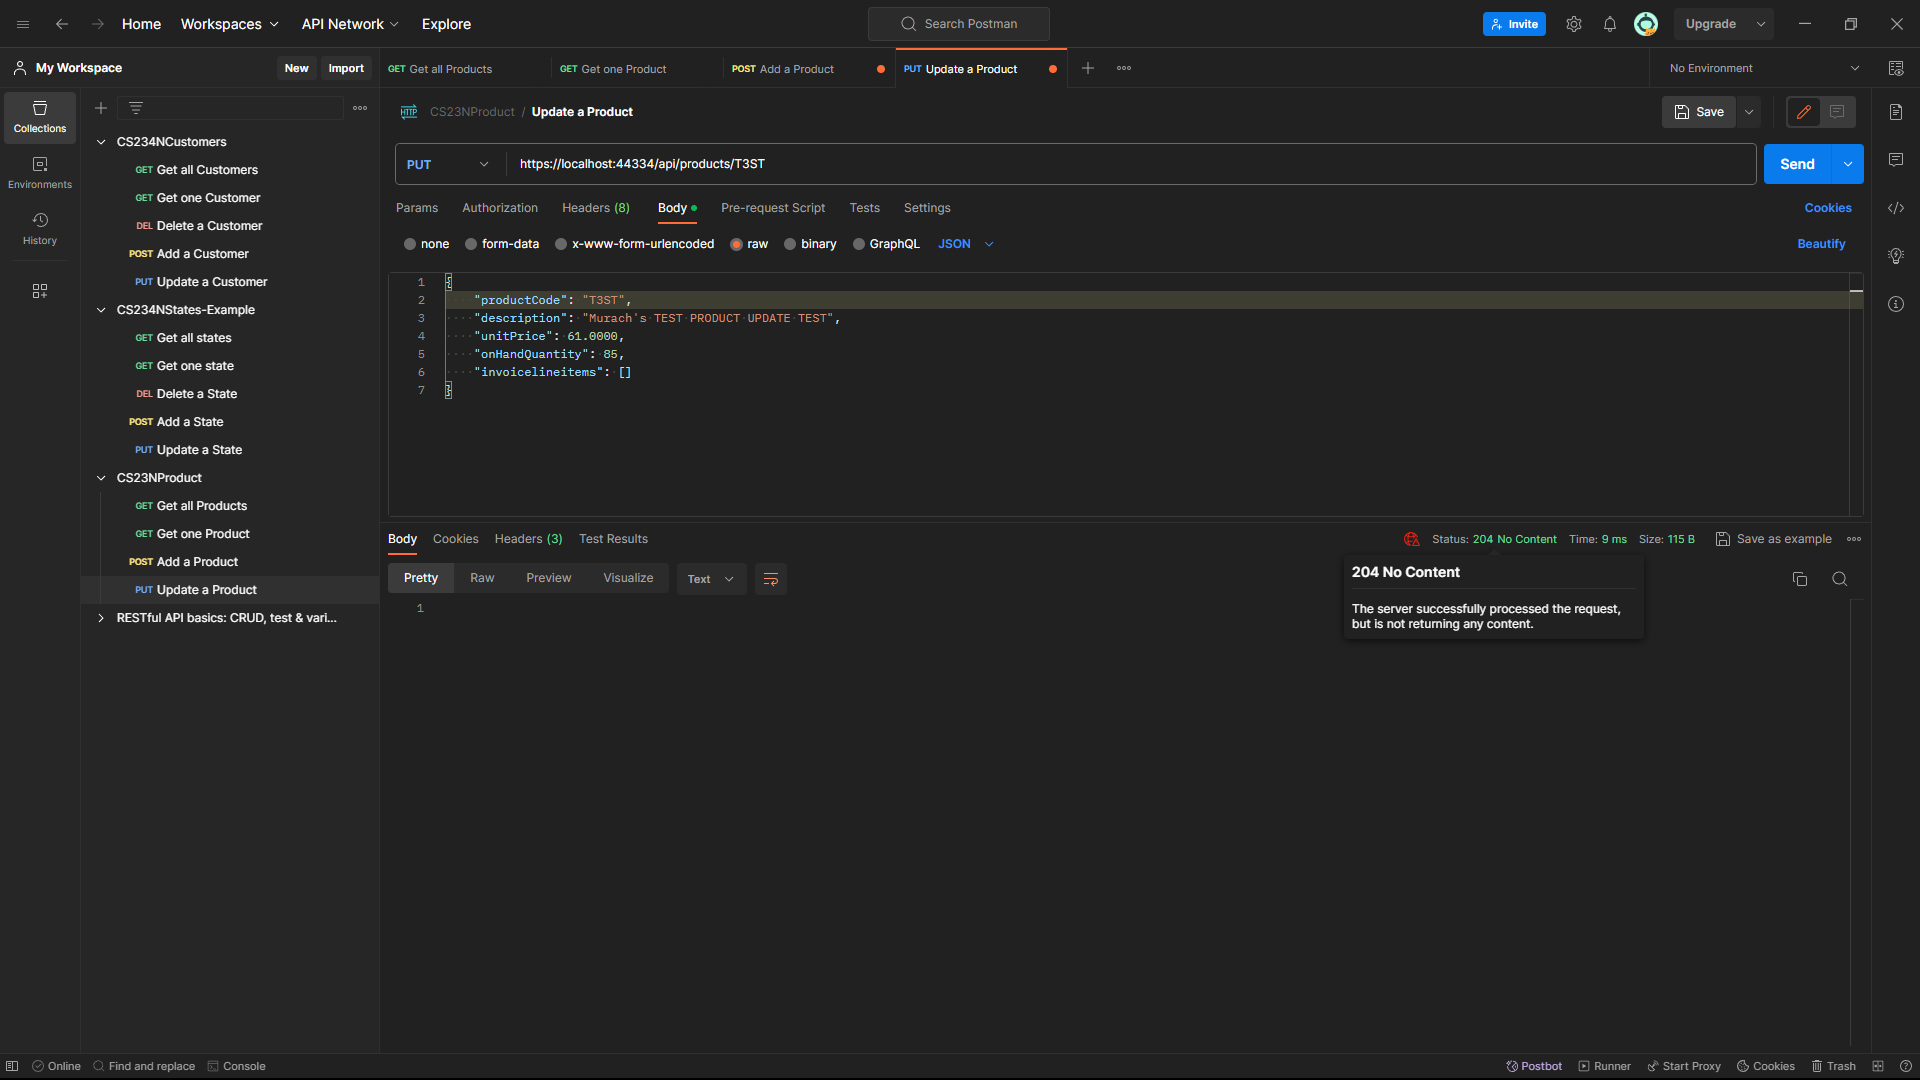 Home Workspaces API Network Explore Search Postman Invite Upgrade
My Workspace New Import GET Get all Products GET Get one Product POST Add a Product PUT Update a Product No Environment
Collections
Environments
History
CS234NCustomers
GET Get all Customers
GET Get one Customer
DEL Delete a Customer
POST Add a Customer
PUT Update a Customer
CS234NStates-Example
GET Get all states
GET Get one state
DEL Delete a State
POST Add a State
PUT Update a State
CS23NProduct
GET Get all Products
GET Get one Product
POST Add a Product
PUT Update a Product
RESTful API basics: CRUD, test & vari...
HTTP CS23NProduct / Update a Product Save
PUT https://localhost:44334/api/products/T3ST Send
Params Authorization Headers (8) Body Pre-request Script Tests Settings Cookies
none form-data x-www-form-urlencoded raw binary GraphQL JSON Beautify
1 {
2 "productCode": "T3ST",
3 "description": "Murach's TEST PRODUCT UPDATE TEST",
4 "unitPrice": 61.0000,
5 "onHandQuantity": 85,
6 "invoicelineitems": []
7 }
Body Cookies Headers (3) Test Results Status: 204 No Content Time: 9 ms Size: 115 B Save as example
Pretty Raw Preview Visualize Text
1
204 No Content
The server successfully processed the request,
but is not returning any content.
Online Find and replace Console Postbot Runner Start Proxy Cookies Trash